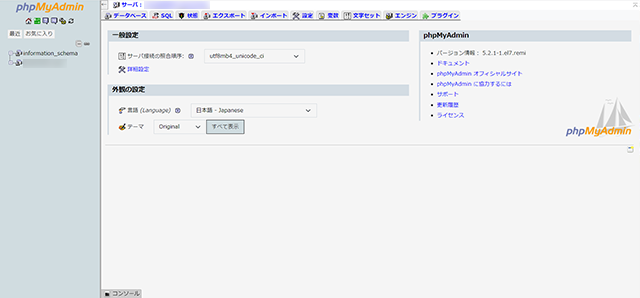 phpMyAdmin
最近 お気に入り
information_schema
サーバ:
データベース SQL 状態 エクスポート インポート 設定 変数 文字セット エンジン プラグイン
一般設定
サーバ接続の照合順序: utf8mb4_unicode_ci
詳細設定
外観の設定
言語 (Language) 日本語 - Japanese
テーマ Original すべて表示
phpMyAdmin
バージョン情報: 5.2.1-1.el7.remi
ドキュメント
phpMyAdmin オフィシャルサイト
phpMyAdmin に協力するには
サポート
更新履歴
ライセンス
phpMyAdmin
コンソール